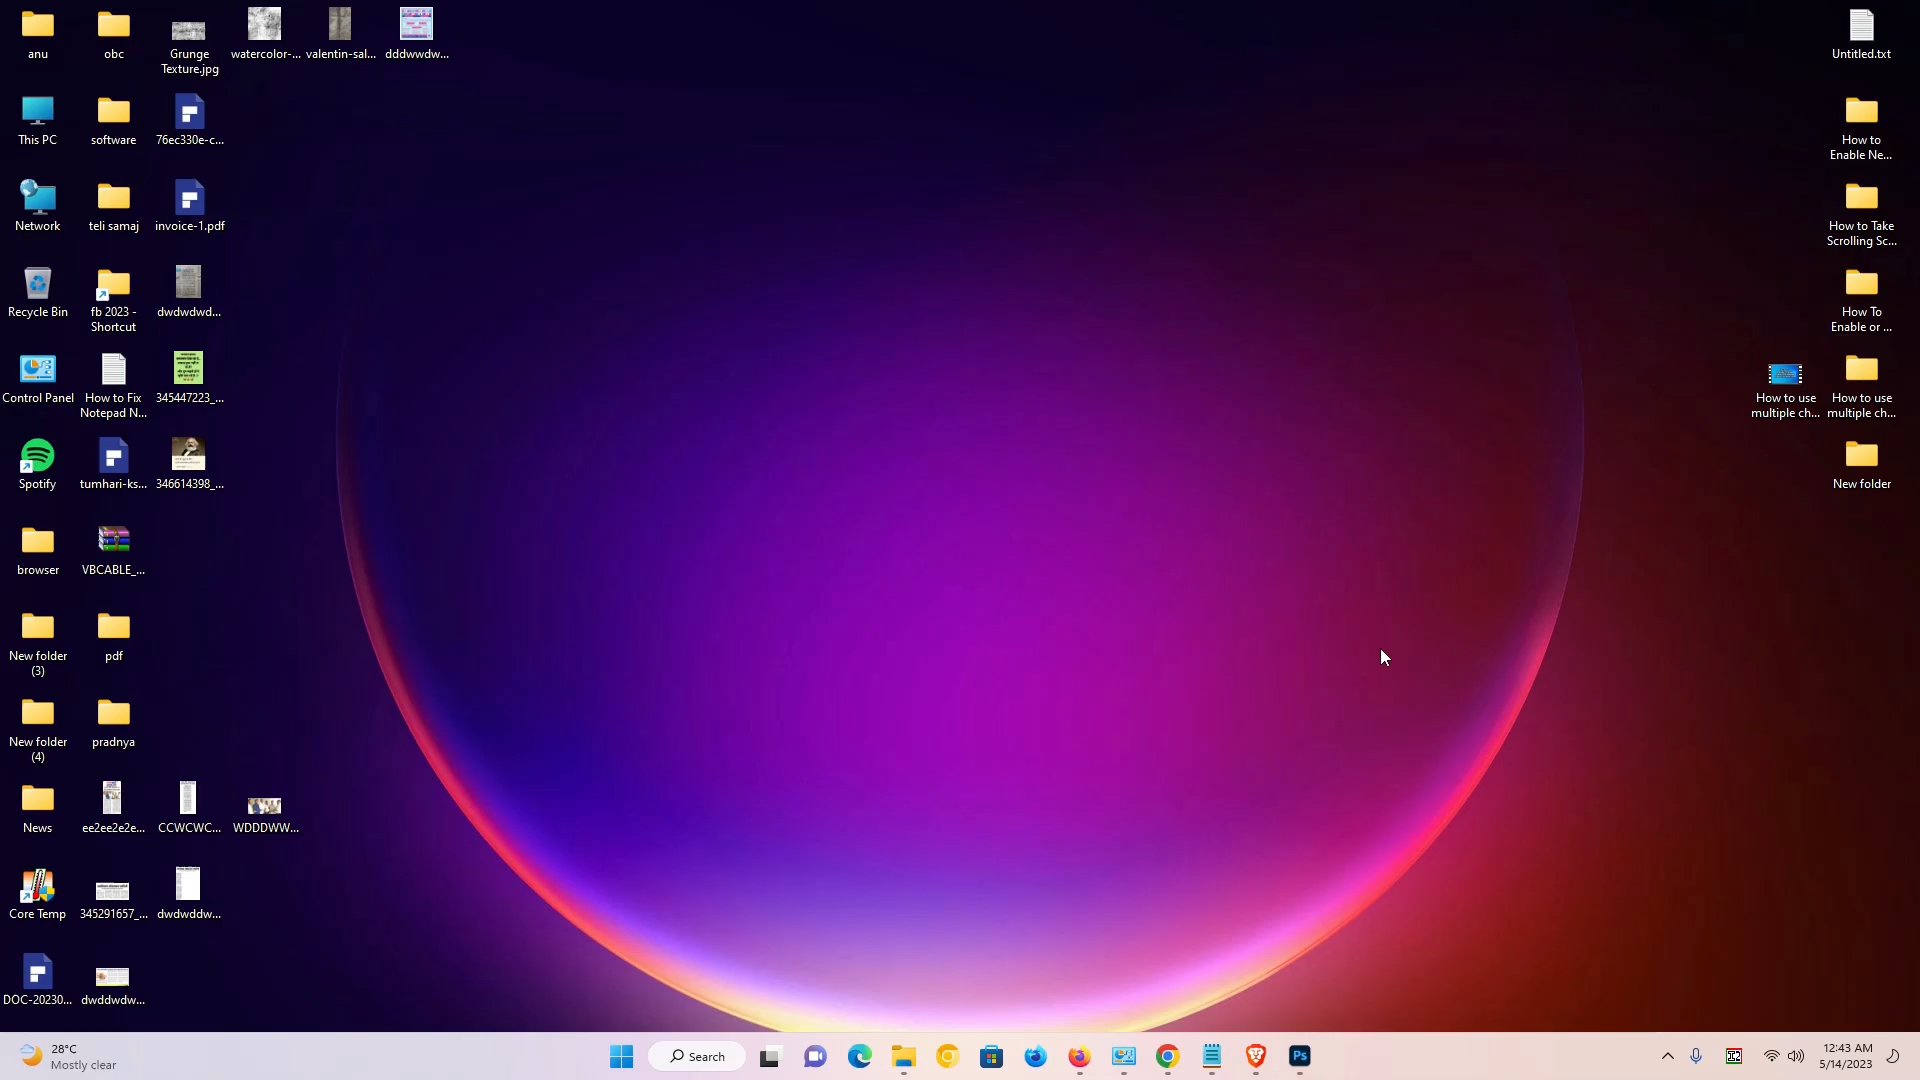 anu
obc
Grunge
Texture.jpg
watercolor-...
valentin-sal...
dddwwdw...
Untitled.txt
This PC
software
76ec330e-c...
How to
Enable Ne...
Network
teli samaj
invoice-1.pdf
How to Take
Scrolling Sc...
Recycle Bin
fb 2023 -
Shortcut
dwdwdwd...
How To
Enable or ...
Control Panel
How to Fix
Notepad N...
345447223_...
How to use
multiple ch...
How to use
multiple ch...
Spotify
tumhari-ks...
346614398_...
New folder
browser
VBCABLE_...
New folder
(3)
pdf
New folder
(4)
pradnya
News
ee2ee2e2e...
CCWCWC...
WDDDWW...
Core Temp
345291657_...
dwdwddw...
DOC-20230...
dwddwdw...
28°C
Mostly clear
Search
Ps
12:43 AM
5/14/2023